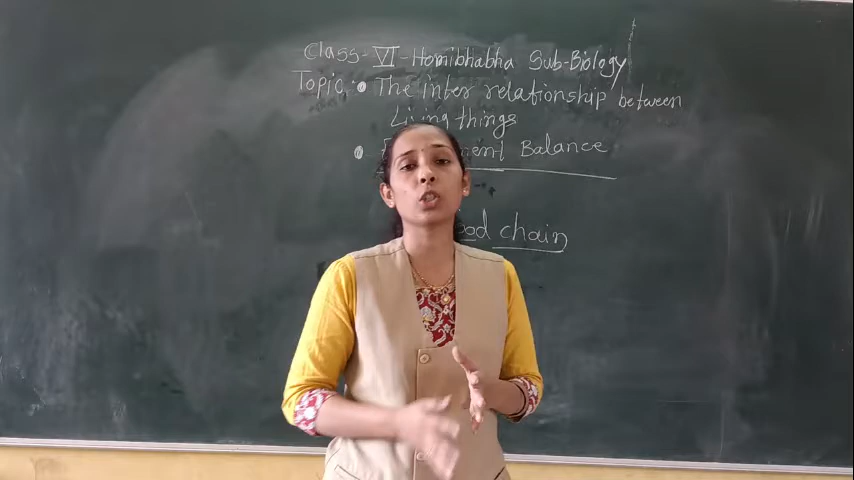 Class-VI-Homibhabha Sub-Biology
Topic:• The inter relationship between
Living things
• Balance
chain